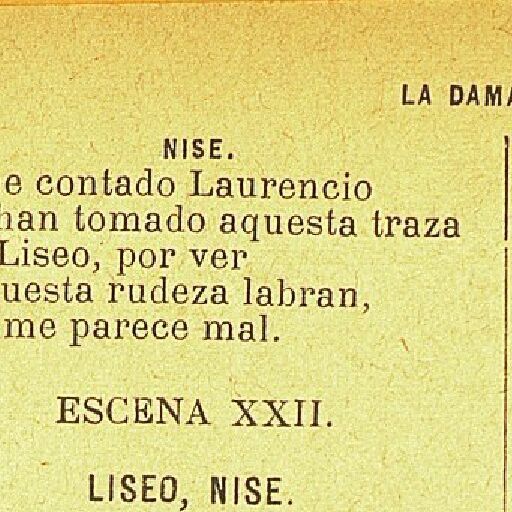 LA DAMA
NISE.
e contado Laurencio
han tomado aquesta traza
Liseo, por ver
uesta rudeza labran,
me parece mal.
ESCENA XXII.
LISEO, NISE.